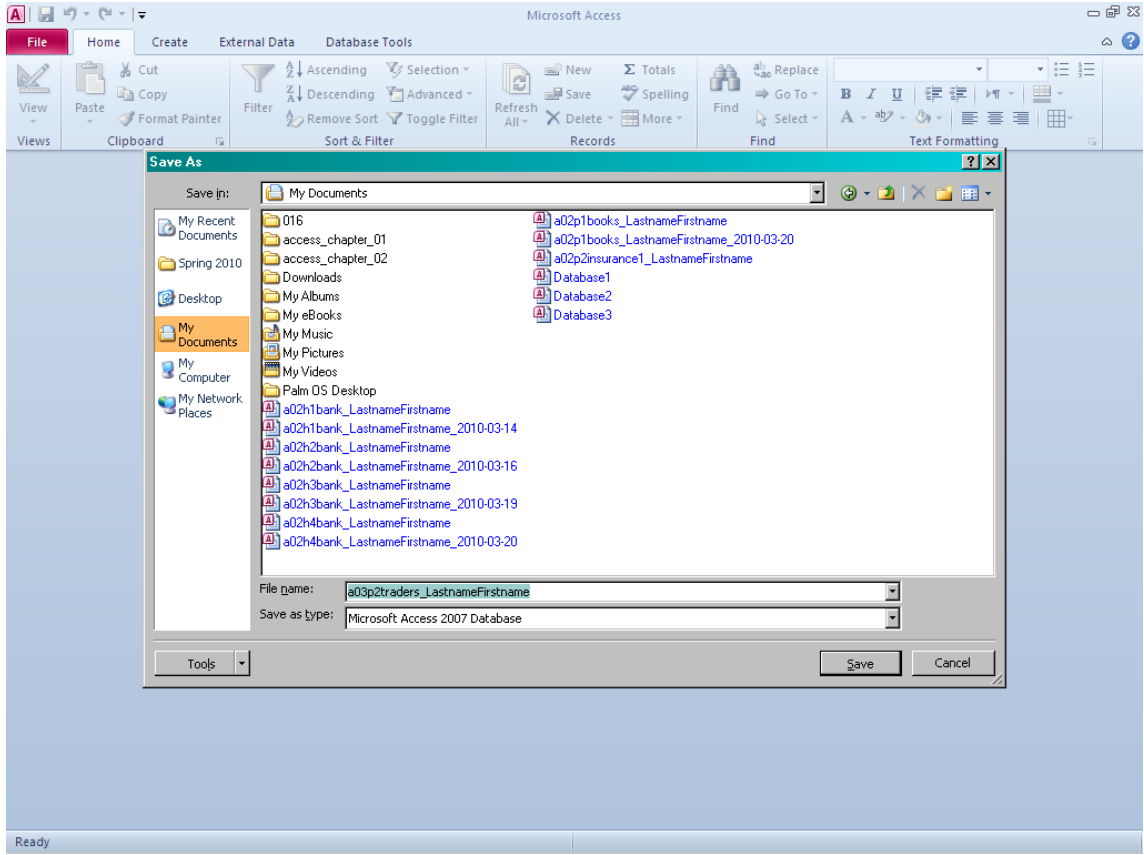 Microsoft Access
File Home Create External Data Database Tools
View
Views
Paste
Cut
Copy
Format Painter
Clipboard
Filter
Ascending
Descending
Remove Sort
Selection
Advanced
Toggle Filter
Sort & Filter
Refresh
All
New
Save
Delete
Totals
Spelling
More
Records
Find
Replace
Go To
Select
Find
B I U
A
Text Formatting
Save As
Save in:
My Documents
My Recent
Documents
Spring 2010
Desktop
My
Documents
My
Computer
My Network
Places
016
access_chapter_01
access_chapter_02
Downloads
My Albums
My eBooks
My Music
My Pictures
My Videos
Palm OS Desktop
a02h1bank_LastnameFirstname
a02h1bank_LastnameFirstname_2010-03-14
a02h2bank_LastnameFirstname
a02h2bank_LastnameFirstname_2010-03-16
a02h3bank_LastnameFirstname
a02h3bank_LastnameFirstname_2010-03-19
a02h4bank_LastnameFirstname
a02h4bank_LastnameFirstname_2010-03-20
a02p1books_LastnameFirstname
a02p1books_LastnameFirstname_2010-03-20
a02p2insurance1_LastnameFirstname
Database1
Database2
Database3
File name:
a03p2traders_LastnameFirstname
Save as type:
Microsoft Access 2007 Database
Tools
Save
Cancel
Ready